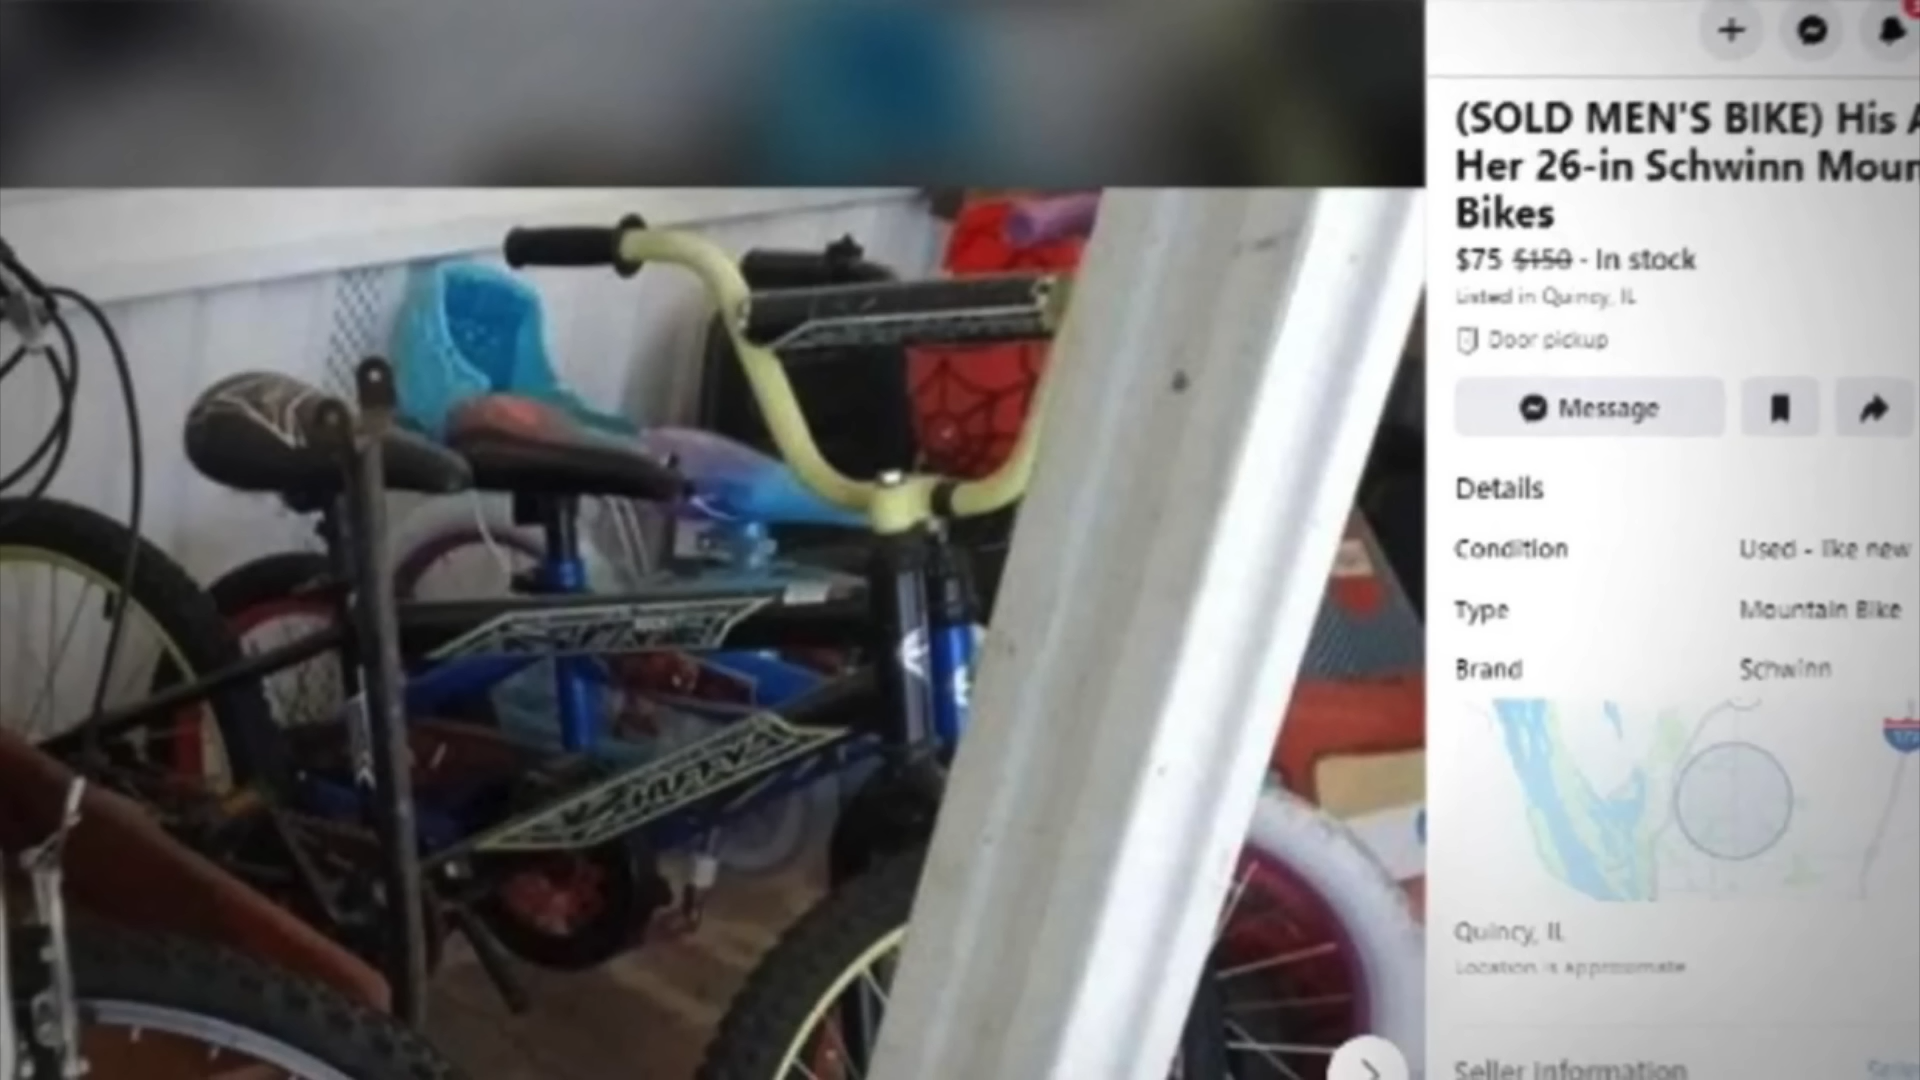 (SOLD MEN'S BIKE) His
Her 26-in Schwinn Moun
Bikes
$75 $150 - In stock
Listed in Quincy, IL
Door pickup
Message
Details
Condition
Used - like new
Type
Mountain Bike
Brand
Schwinn
Quincy, IL
Location is approximate
Seller information